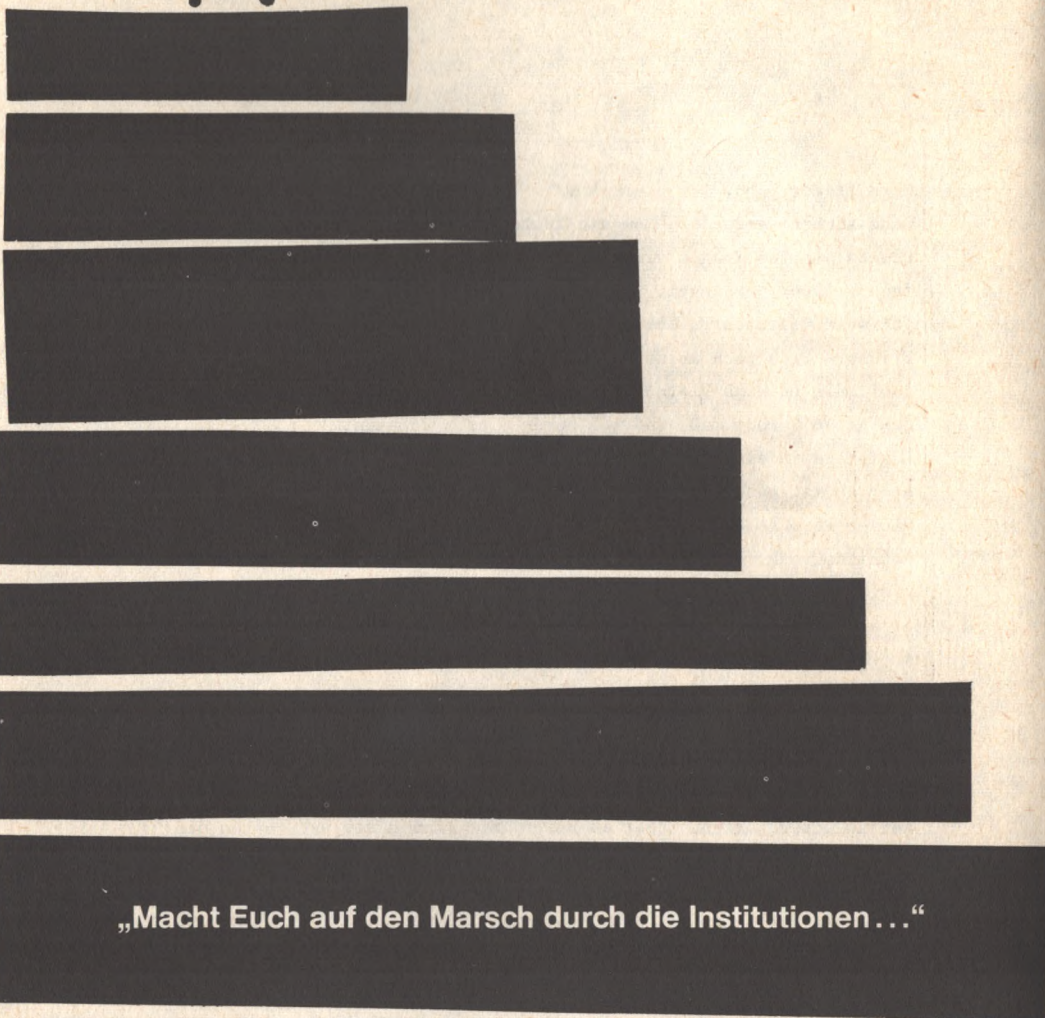 „Macht Euch auf den Marsch durch die Institutionen...“